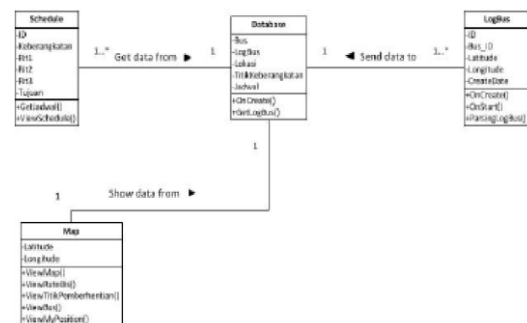 Schedule
-ID
-Keberangkatan
-Rit1
-Rit2
-Rit3
-Tujuan
+GetJadwal()
+ViewSchedule()
1..*
Get data from
1
Database
-Bus
-LogBus
-Lokasi
-TitikKeberangkatan
-Jadwal
+OnCreate()
+GetLogBus()
1
Send data to
1..*
LogBus
-ID
-Bus_ID
-Latitude
-Longitude
-CreateDate
+OnCreate()
+OnStart()
+ParsingLogBus()
1
Show data from
1
Map
-Latitude
-Longitude
+ViewMap()
+ViewRuteBis()
+ViewTitikPemberhentian()
+ViewBus()
+ViewMyPosition()